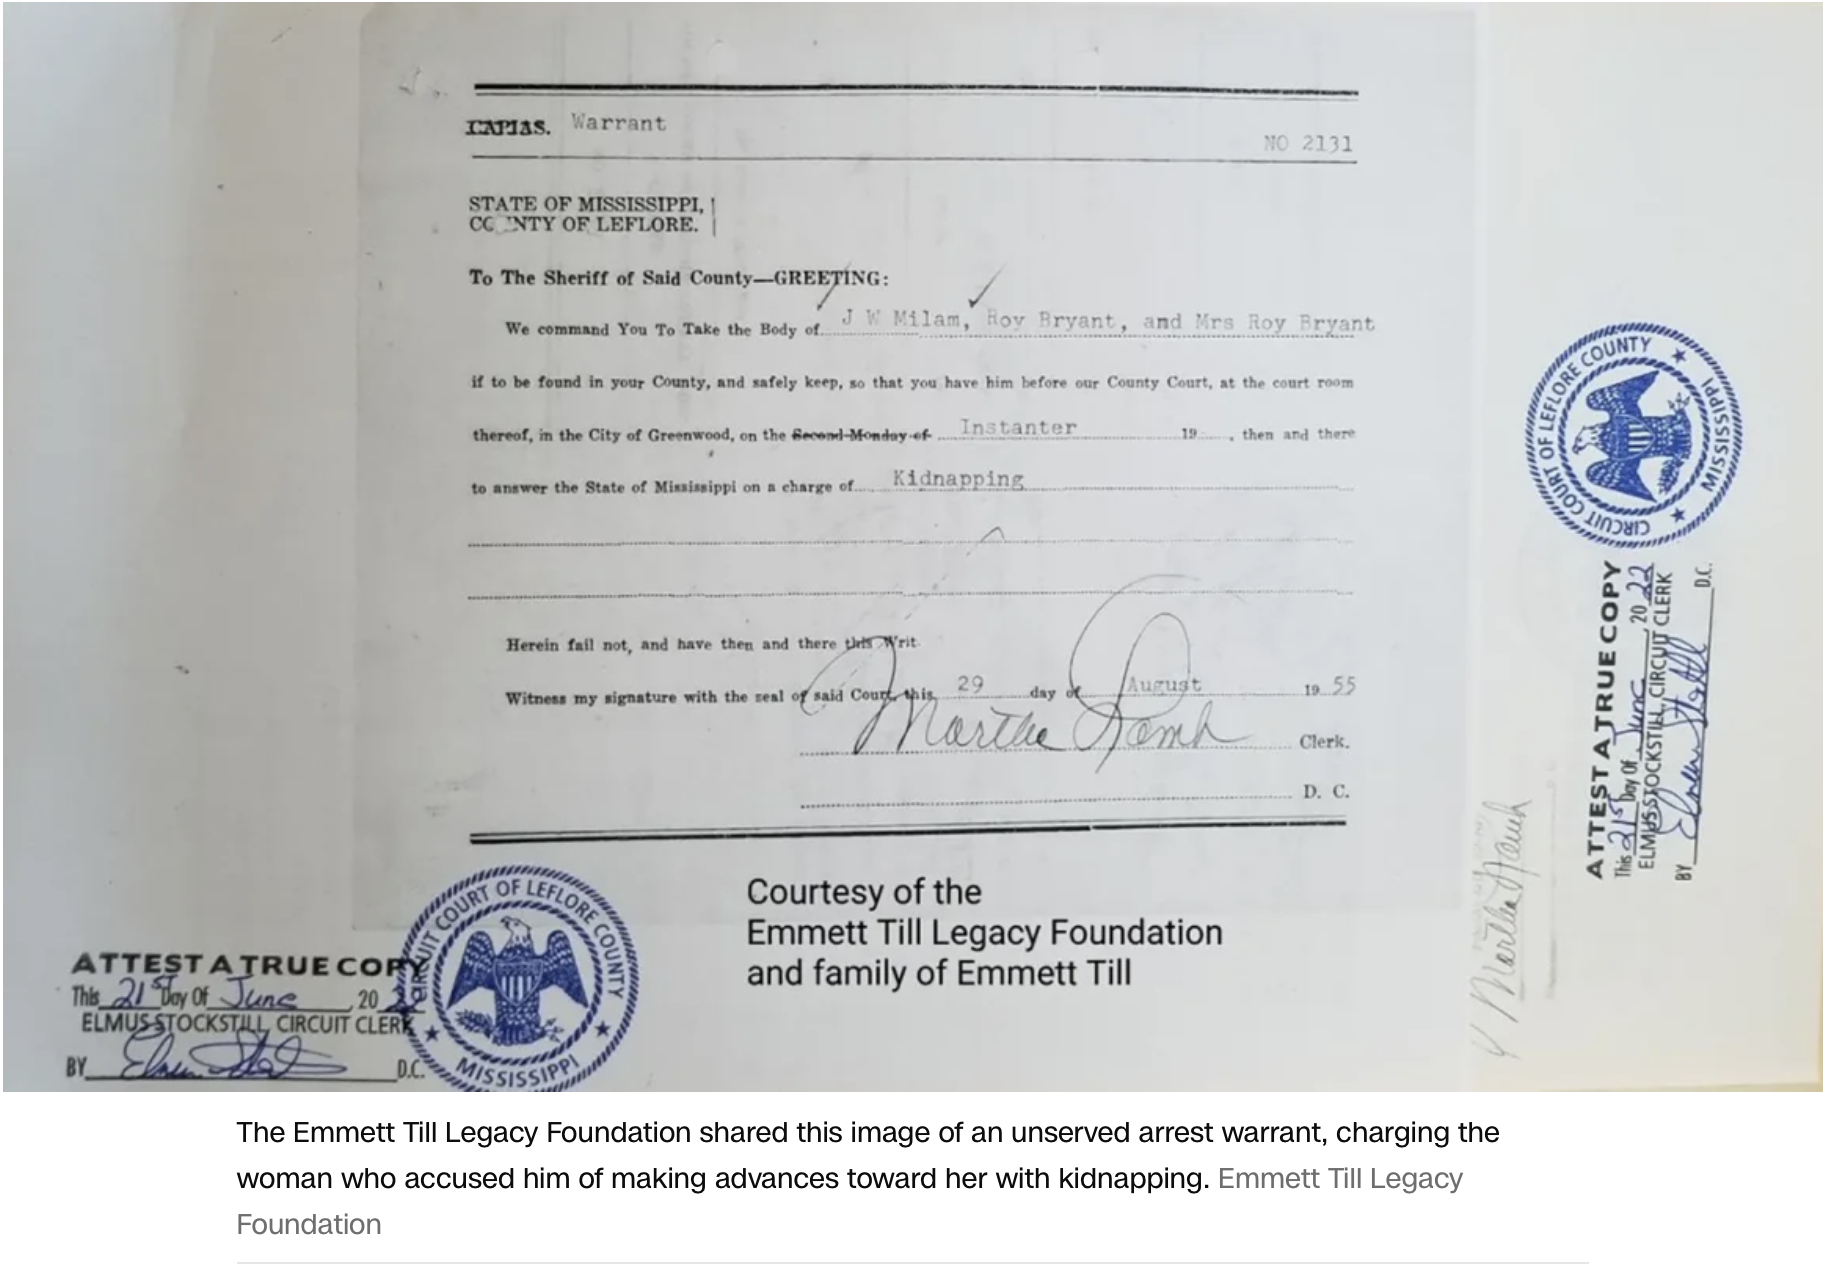 CAPIAS. Warrant
NO 2131
STATE OF MISSISSIPPI,
COUNTY OF LEFLORE.
To The Sheriff of Said County—GREETING:
We command You To Take the Body of J W Milam, Roy Bryant, and Mrs Roy Bryant
if to be found in your County, and safely keep, so that you have him before our County Court, at the court room
thereof, in the City of Greenwood, on the Second Monday of Instanter 19 , then and there
to answer the State of Mississippi on a charge of Kidnapping
Herein fail not, and have then and there this Writ.
Witness my signature with the seal of said Court, this 29 day of August 19 55
Martha Lamb Clerk.
D. C.
CIRCUIT COURT OF LEFLORE COUNTY
MISSISSIPPI
ATTEST A TRUE COPY
This 21st Day Of June, 20
ELMUS STOCKSTILL, CIRCUIT CLERK
BY Elmus Stockstill D.C.
Courtesy of the
Emmett Till Legacy Foundation
and family of Emmett Till
Martha Lamb
CIRCUIT COURT OF LEFLORE COUNTY
MISSISSIPPI
ATTEST A TRUE COPY
This 21st Day Of June, 20 22
ELMUS STOCKSTILL, CIRCUIT CLERK
BY Elmus Stockstill D.C.
The Emmett Till Legacy Foundation shared this image of an unserved arrest warrant, charging the
woman who accused him of making advances toward her with kidnapping. Emmett Till Legacy
Foundation